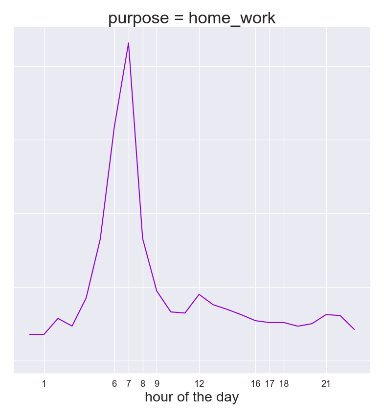 purpose = home_work
1 6 7 8 9 12 16 17 18 21
hour of the day